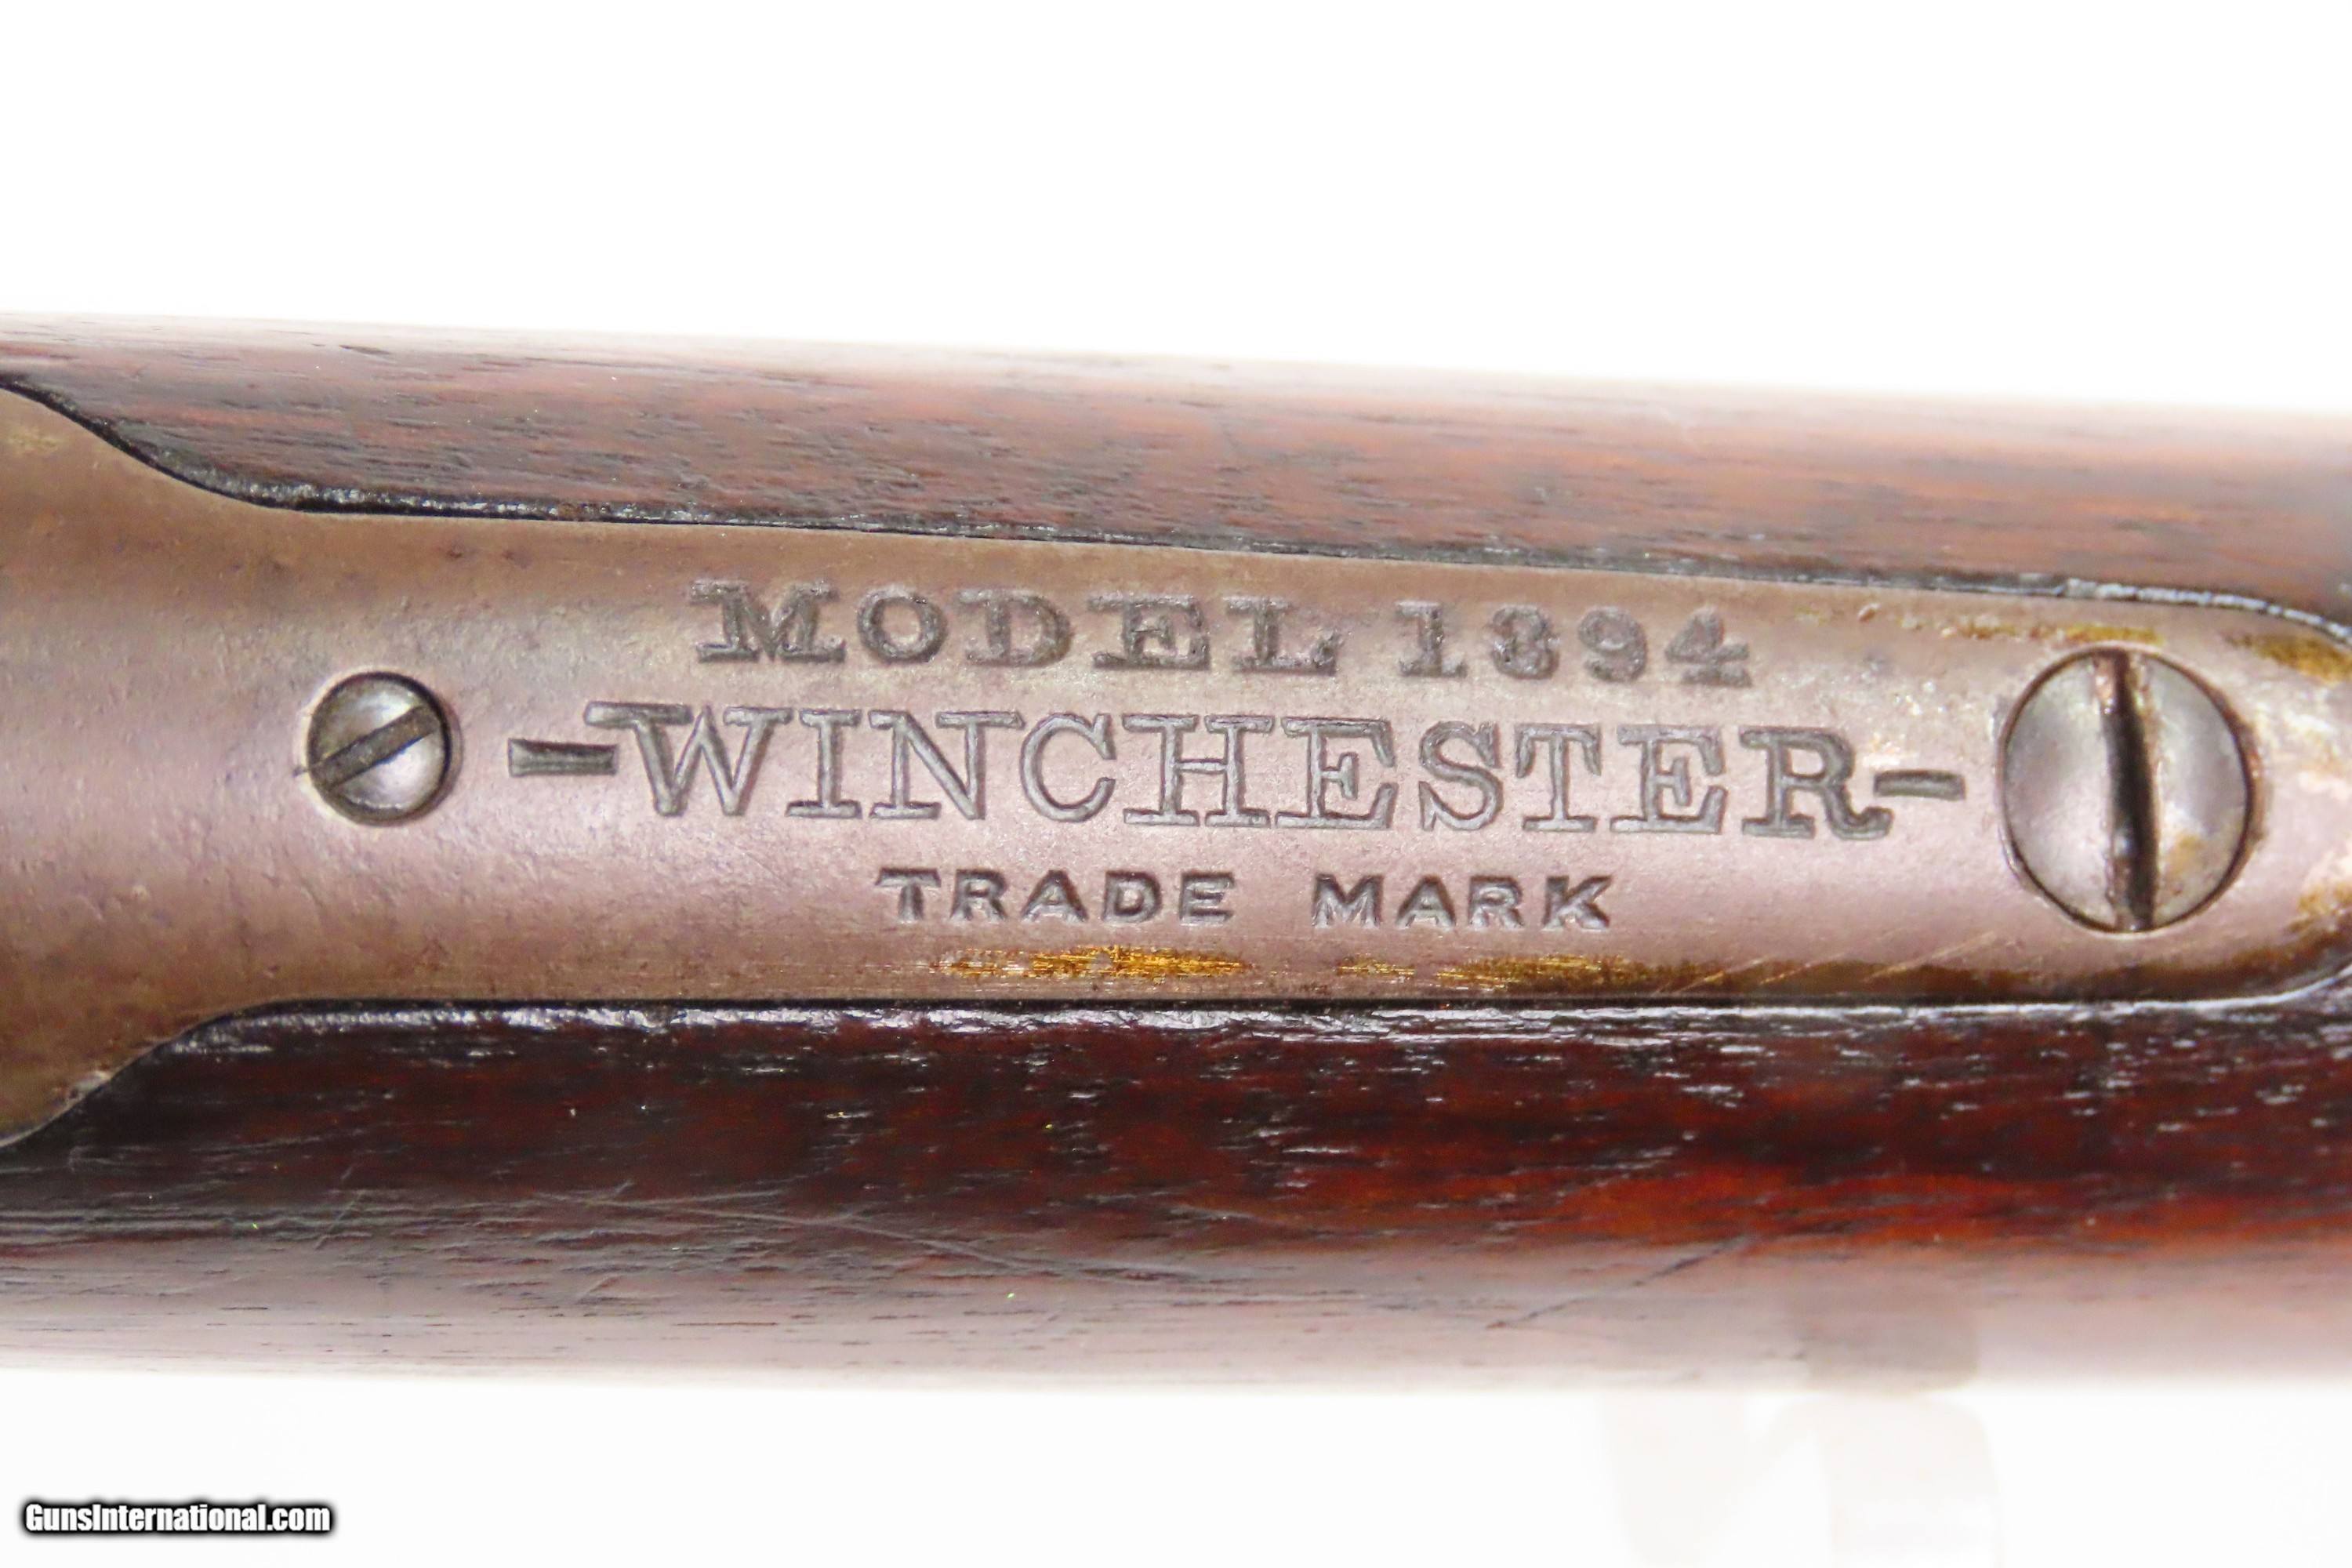 MODEL 1894
-WINCHESTER-
TRADE MARK
GunsInternational.com